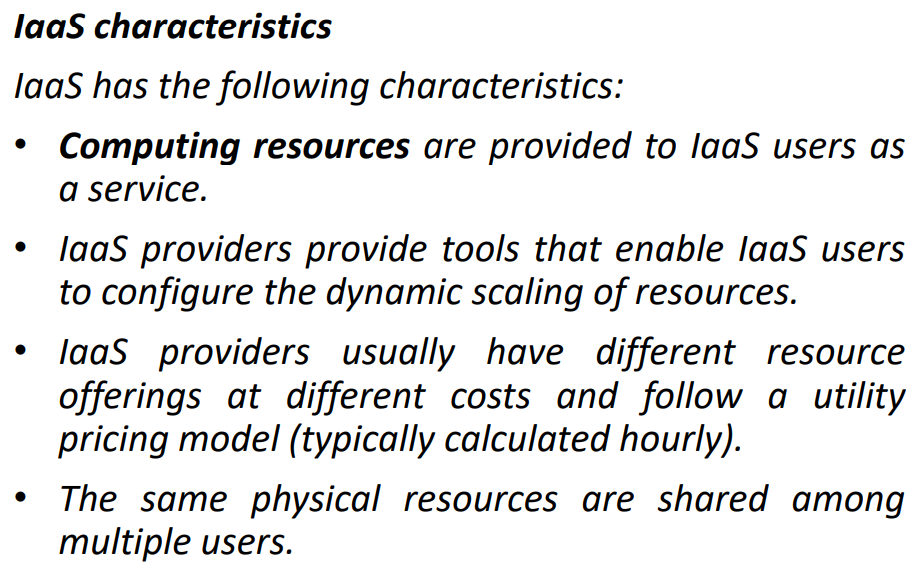 IaaS characteristics
IaaS has the following characteristics:
• Computing resources are provided to IaaS users as
a service.
• IaaS providers provide tools that enable IaaS users
to configure the dynamic scaling of resources.
• IaaS providers usually have different resource
offerings at different costs and follow a utility
pricing model (typically calculated hourly).
• The same physical resources are shared among
multiple users.